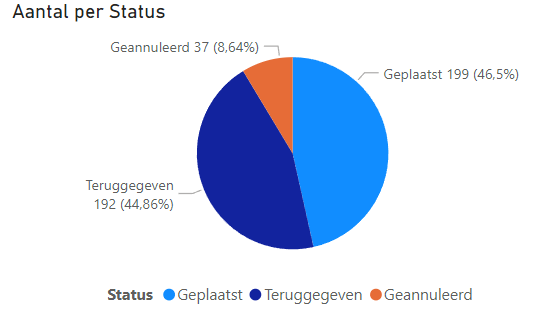 Aantal per Status
Geannuleerd 37 (8,64%)
Geplaatst 199 (46,5%)
Teruggegeven
192 (44,86%)
Status Geplaatst Teruggegeven Geannuleerd